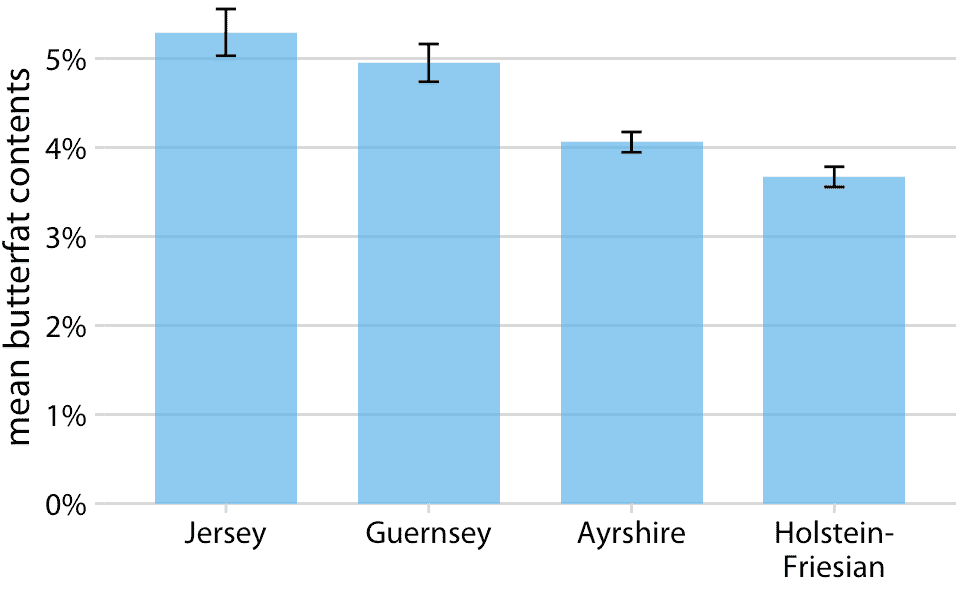 mean butterfat contents
5%
4%
3%
2%
1%
0%
Jersey
Guernsey
Ayrshire
Holstein-
Friesian